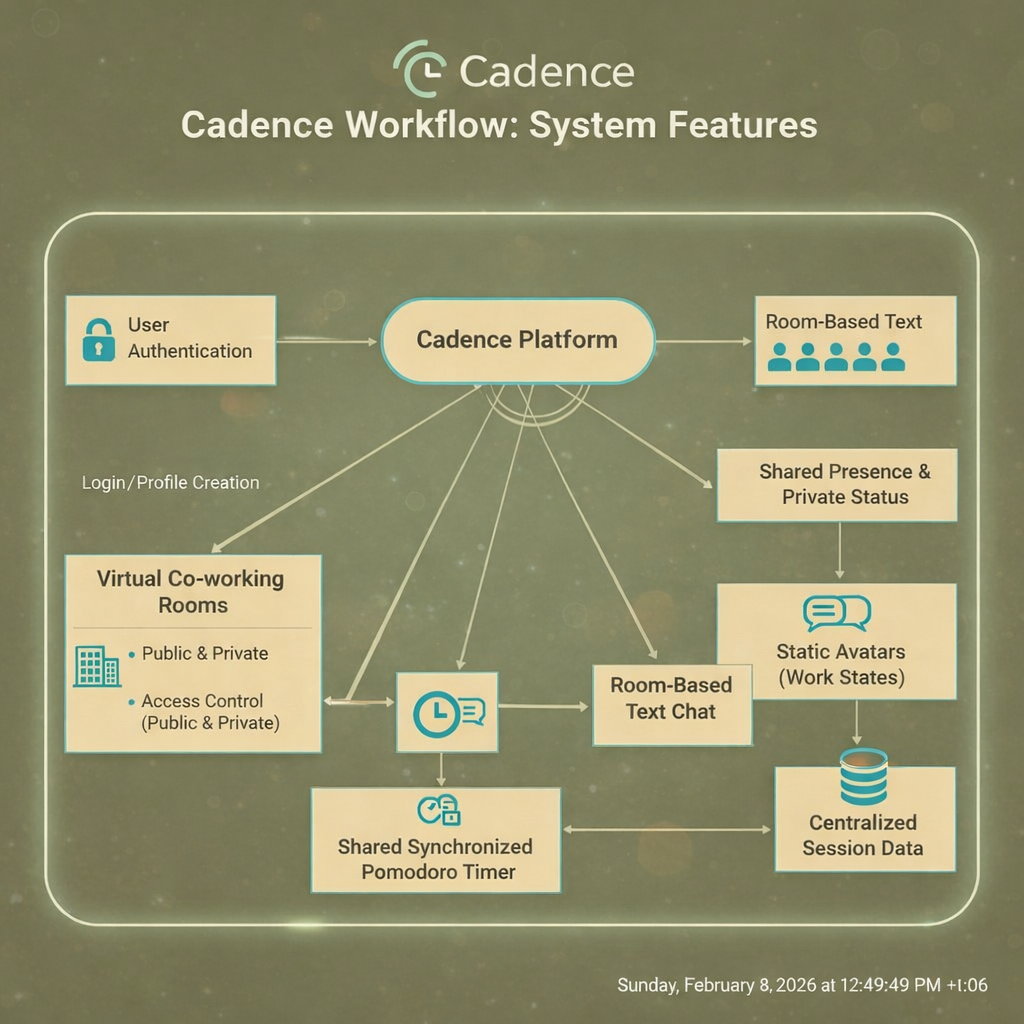 Cadence
Cadence Workflow: System Features
User
Authentication
Cadence Platform
Room-Based Text
Login/Profile Creation
Shared Presence &
Private Status
Virtual Co-working
Rooms
• Public & Private
• Access Control
(Public & Private)
Static Avatars
(Work States)
Room-Based
Text Chat
Shared Synchronized
Pomodoro Timer
Centralized
Session Data
Sunday, February 8, 2026 at 12:49:49 PM +1:06